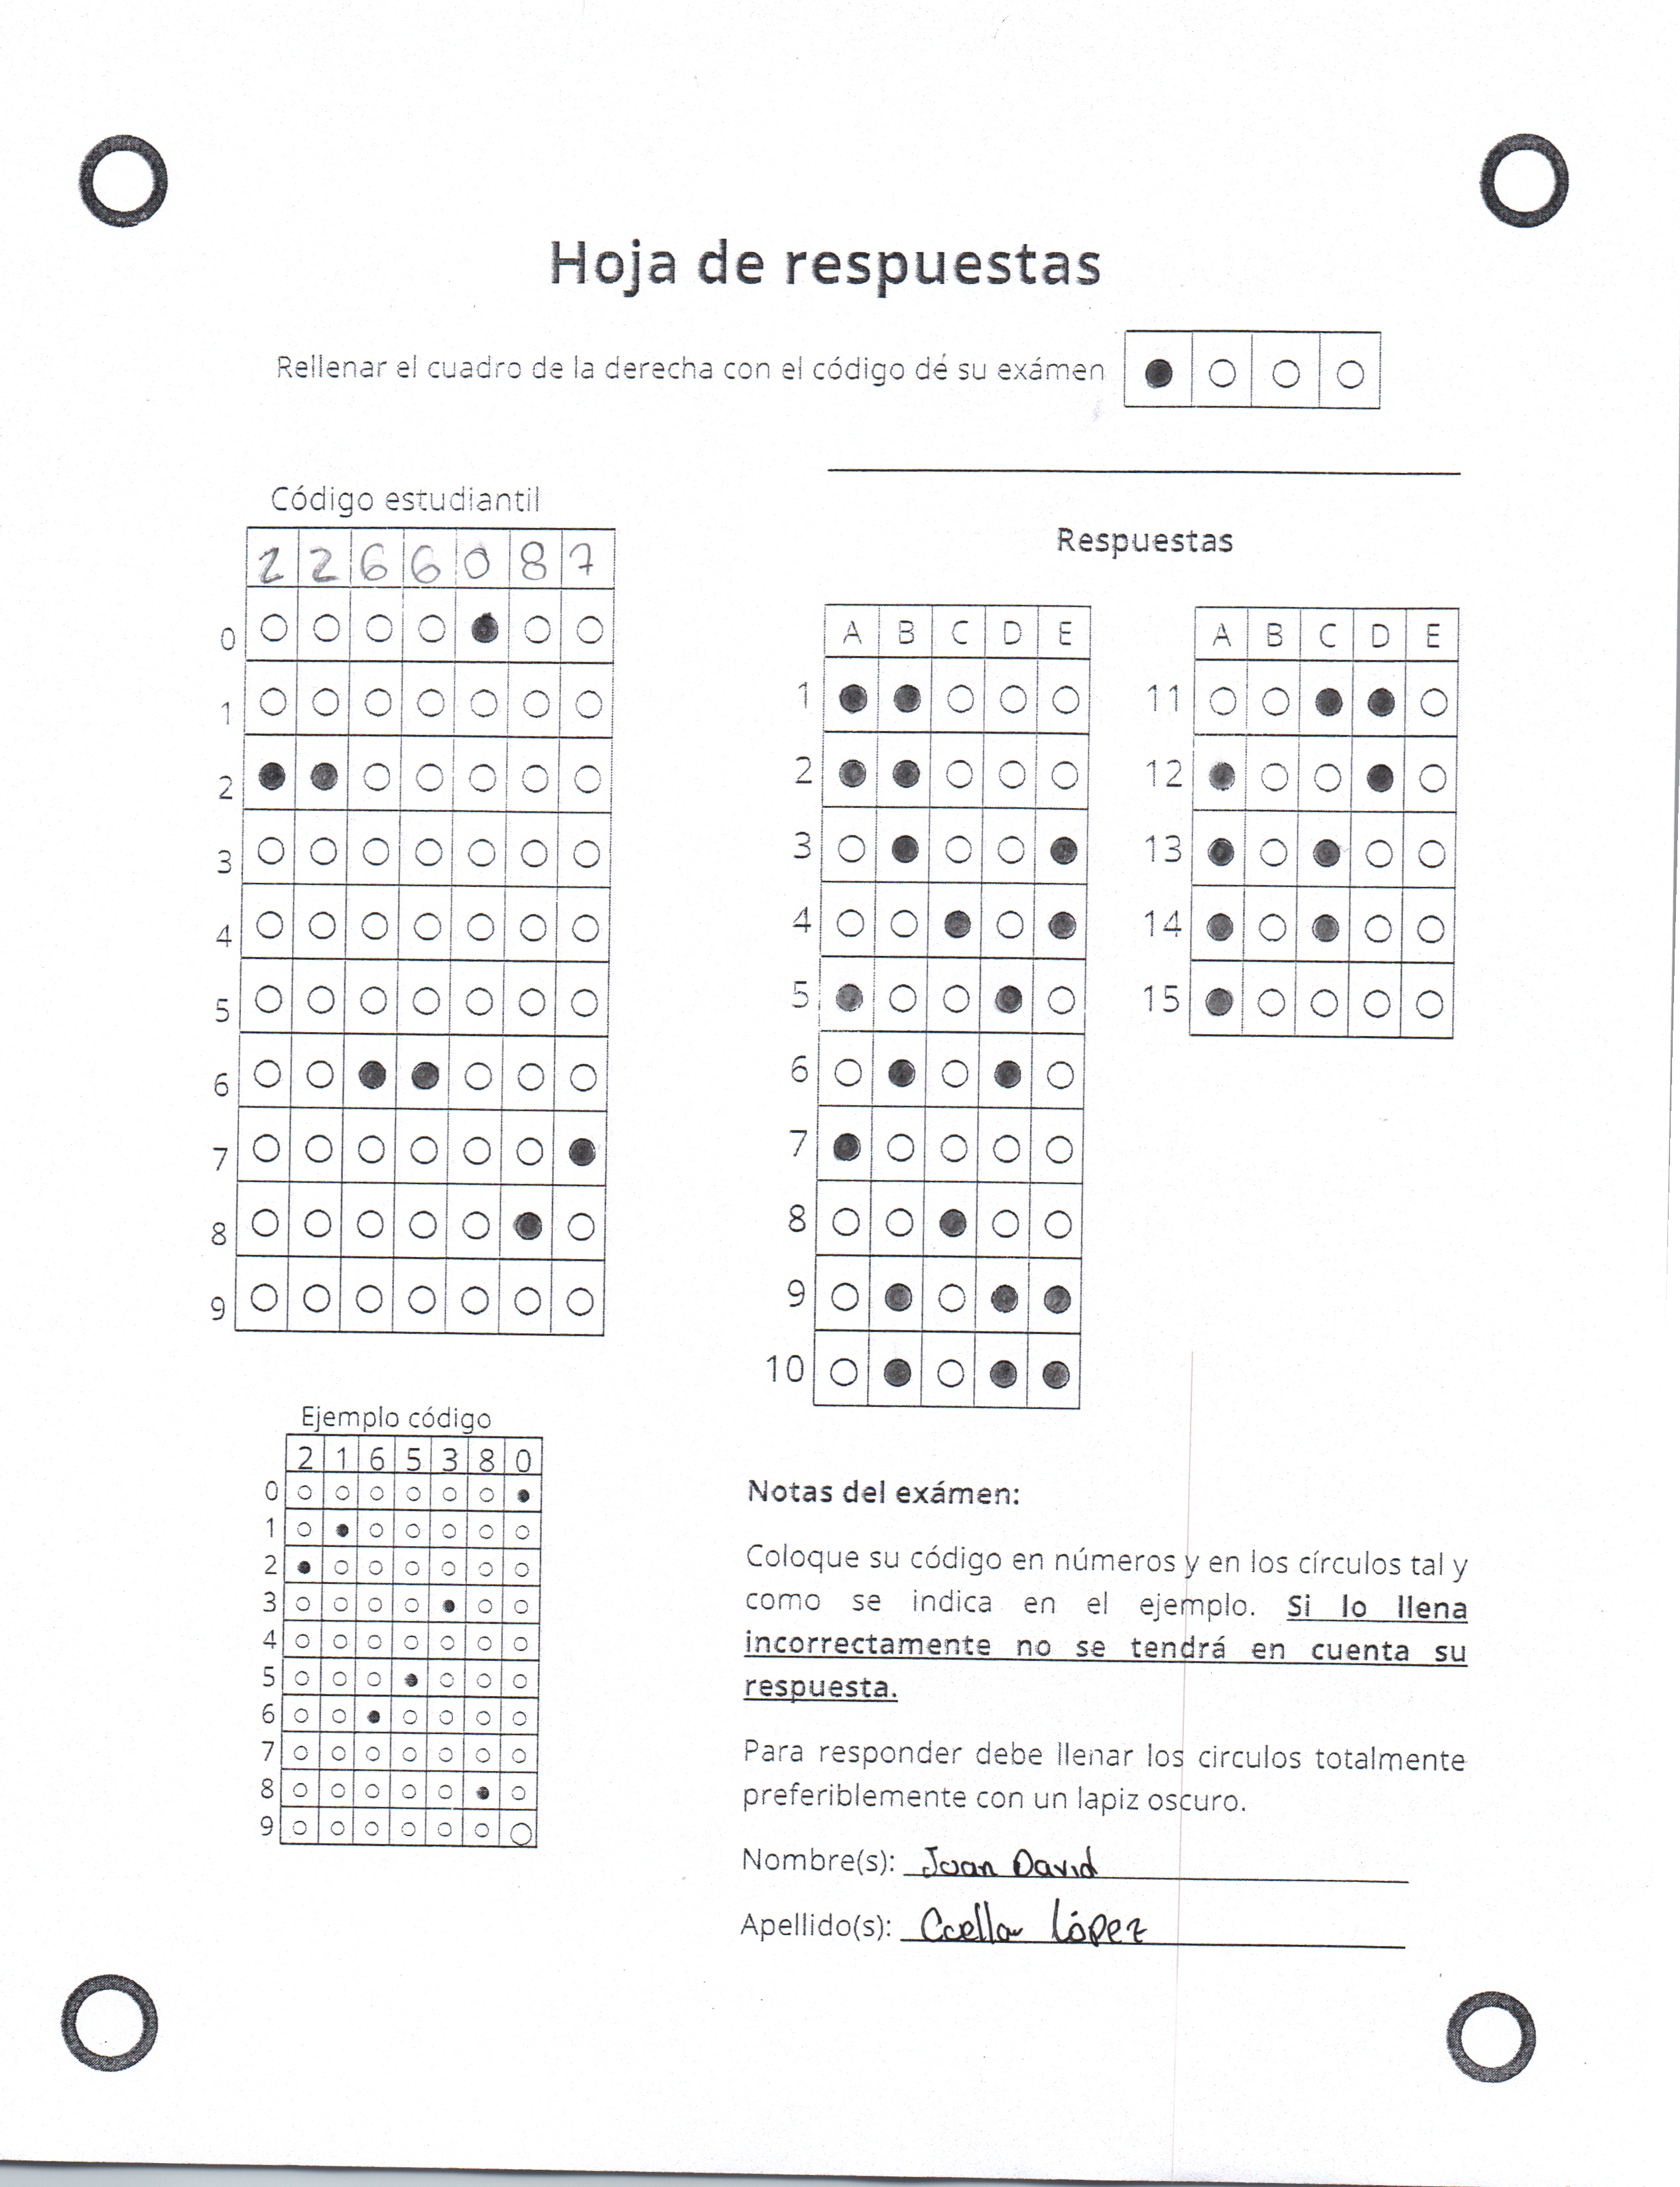 Hoja de respuestas
Rellenar el cuadro de la derecha con el código dé su exámen
Código estudiantil
2 2 6 6 0 8 7
0
1
2
3
4
5
6
7
8
9
Respuestas
A B C D E
1
2
3
4
5
6
7
8
9
10
A B C D E
11
12
13
14
15
Ejemplo código
2 1 6 5 3 8 0
0
1
2
3
4
5
6
7
8
9
Notas del exámen:
Coloque su código en números y en los círculos tal y
como se indica en el ejemplo. Si lo llena
incorrectamente no se tendrá en cuenta su
respuesta.
Para responder debe llenar los circulos totalmente
preferiblemente con un lapiz oscuro.
Nombre(s): Juan David
Apellido(s): Cuellar López